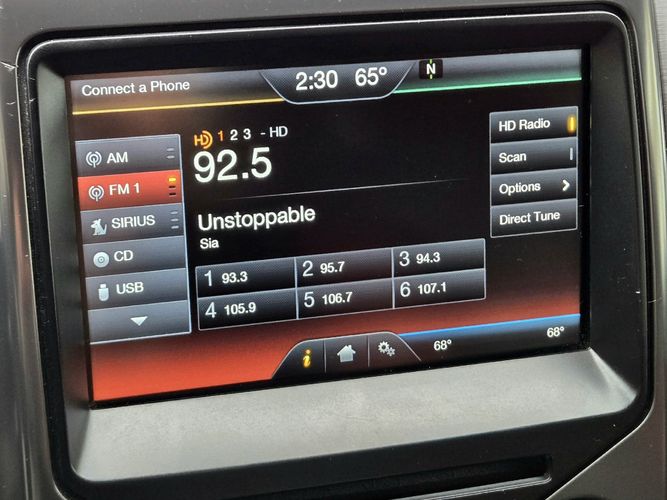 Connect a Phone
2:30 65°
N
AM
FM 1
SIRIUS
CD
USB
HD 1 2 3 - HD
92.5
Unstoppable
Sia
1 93.3
2 95.7
3 94.3
4 105.9
5 106.7
6 107.1
HD Radio
Scan
Options
Direct Tune
i
68°
68°